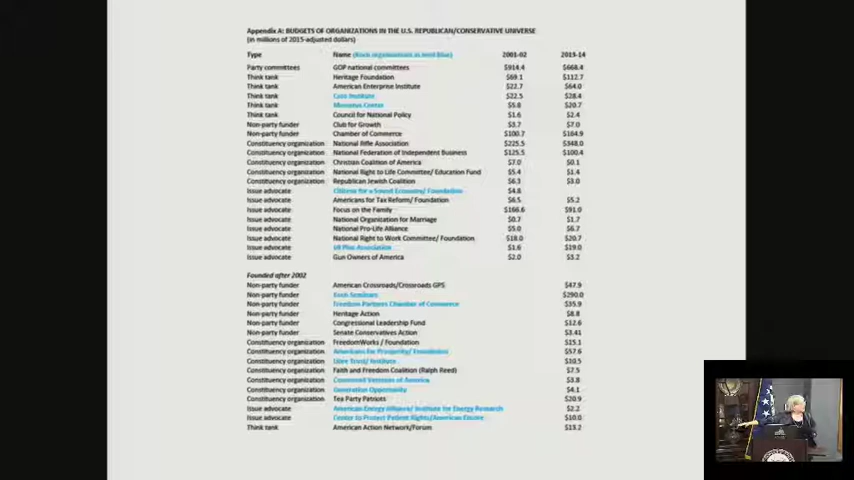 Appendix A: BUDGETS OF ORGANIZATIONS IN THE U.S. REPUBLICAN/CONSERVATIVE UNIVERSE
(in millions of 2015-adjusted dollars)
Type Name (Koch organizations in bold blue) 2001-02 2013-14
Party committees GOP national committees $914.4 $668.4
Think tank Heritage Foundation $69.1 $112.7
Think tank American Enterprise Institute $22.7 $64.0
Think tank Cato Institute $22.5 $28.4
Think tank Mercatus Center $5.8 $20.7
Think tank Council for National Policy $1.6 $2.4
Non-party funder Club for Growth $3.7 $7.0
Non-party funder Chamber of Commerce $100.7 $164.9
Constituency organization National Rifle Association $225.5 $348.0
Constituency organization National Federation of Independent Business $125.5 $100.4
Constituency organization Christian Coalition of America $7.0 $0.1
Constituency organization National Right to Life Committee/ Education Fund $5.4 $1.4
Constituency organization Republican Jewish Coalition $6.3 $3.0
Issue advocate Citizens for a Sound Economy/ Foundation $4.8
Issue advocate Americans for Tax Reform/ Foundation $6.5 $5.2
Issue advocate Focus on the Family $166.6 $91.0
Issue advocate National Organization for Marriage $0.7 $1.7
Issue advocate National Pro-Life Alliance $5.0 $6.7
Issue advocate National Right to Work Committee/ Foundation $18.0 $20.7
Issue advocate 60 Plus Association $1.6 $19.0
Issue advocate Gun Owners of America $2.0 $3.2
Founded after 2002
Non-party funder American Crossroads/Crossroads GPS $47.9
Non-party funder Koch Seminars $290.0
Non-party funder Freedom Partners Chamber of Commerce $35.9
Non-party funder Heritage Action $8.8
Non-party funder Congressional Leadership Fund $12.6
Non-party funder Senate Conservatives Action $3.41
Constituency organization FreedomWorks / Foundation $15.1
Constituency organization Americans for Prosperity/ Foundation $57.6
Constituency organization Libre Trust/ Institute $10.5
Constituency organization Faith and Freedom Coalition (Ralph Reed) $7.5
Constituency organization Concerned Veterans of America $3.8
Constituency organization Generation Opportunity $4.1
Constituency organization Tea Party Patriots $20.9
Issue advocate American Energy Alliance/ Institute for Energy Research $2.2
Issue advocate Center to Protect Patient Rights/American Encore $10.0
Think tank American Action Network/Forum $13.2